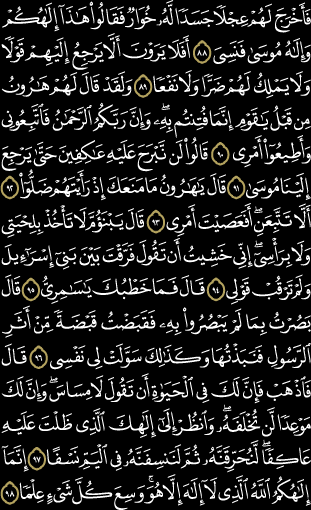 فَأَخْرَجَ لَهُمْ عِجْلًا جَسَدًا لَّهُۥ خُوَارٌ فَقَالُوا۟ هَـٰذَآ إِلَـٰهُكُمْ
وَإِلَـٰهُ مُوسَىٰ فَنَسِىَ ﴿٨٨﴾ أَفَلَا يَرَوْنَ أَلَّا يَرْجِعُ إِلَيْهِمْ قَوْلًا
وَلَا يَمْلِكُ لَهُمْ ضَرًّا وَلَا نَفْعًا ﴿٨٩﴾ وَلَقَدْ قَالَ لَهُمْ هَـٰرُونُ
مِن قَبْلُ يَـٰقَوْمِ إِنَّمَا فُتِنتُم بِهِۦ ۖ وَإِنَّ رَبَّكُمُ ٱلرَّحْمَـٰنُ فَٱتَّبِعُونِى
وَأَطِيعُوٓا۟ أَمْرِى ﴿٩٠﴾ قَالُوا۟ لَن نَّبْرَحَ عَلَيْهِ عَـٰكِفِينَ حَتَّىٰ يَرْجِعَ
إِلَيْنَا مُوسَىٰ ﴿٩١﴾ قَالَ يَـٰهَـٰرُونُ مَا مَنَعَكَ إِذْ رَأَيْتَهُمْ ضَلُّوٓا۟ ﴿٩٢﴾
أَلَّا تَتَّبِعَنِ ۖ أَفَعَصَيْتَ أَمْرِى ﴿٩٣﴾ قَالَ يَبْنَؤُمَّ لَا تَأْخُذْ بِلِحْيَتِى
وَلَا بِرَأْسِىٓ ۖ إِنِّى خَشِيتُ أَن تَقُولَ فَرَّقْتَ بَيْنَ بَنِىٓ إِسْرَٰٓءِيلَ
وَلَمْ تَرْقُبْ قَوْلِى ﴿٩٤﴾ قَالَ فَمَا خَطْبُكَ يَـٰسَـٰمِرِىُّ ﴿٩٥﴾ قَالَ
بَصُرْتُ بِمَا لَمْ يَبْصُرُوا۟ بِهِۦ فَقَبَضْتُ قَبْضَةً مِّنْ أَثَرِ
ٱلرَّسُولِ فَنَبَذْتُهَا وَكَذَٰلِكَ سَوَّلَتْ لِى نَفْسِى ﴿٩٦﴾ قَالَ
فَٱذْهَبْ فَإِنَّ لَكَ فِى ٱلْحَيَوٰةِ أَن تَقُولَ لَا مِسَاسَ ۖ وَإِنَّ لَكَ
مَوْعِدًا لَّن تُخْلَفَهُۥ ۖ وَٱنظُرْ إِلَىٰٓ إِلَـٰهِكَ ٱلَّذِى ظَلْتَ عَلَيْهِ
عَاكِفًا ۖ لَّنُحَرِّقَنَّهُۥ ثُمَّ لَنَنسِفَنَّهُۥ فِى ٱلْيَمِّ نَسْفًا ﴿٩٧﴾ إِنَّمَآ
إِلَـٰهُكُمُ ٱللَّهُ ٱلَّذِى لَآ إِلَـٰهَ إِلَّا هُوَ ۚ وَسِعَ كُلَّ شَىْءٍ عِلْمًا ﴿٩٨﴾